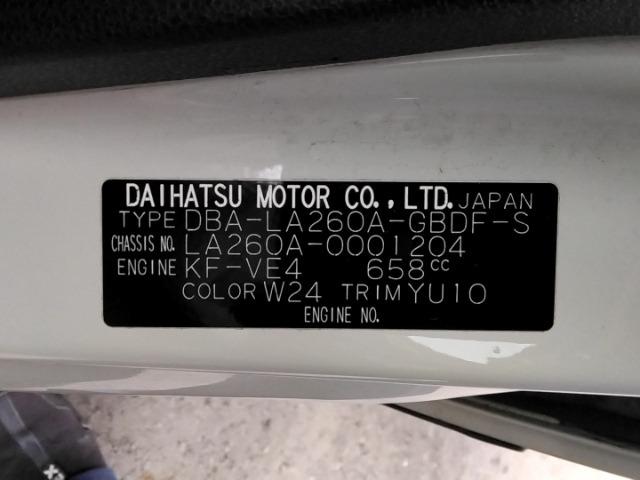 DAIHATSU MOTOR CO., LTD. JAPAN
TYPE DBA-LA260A-GBDF-S
CHASSIS NO. LA260A-0001204
ENGINE KF-VE4 658cc
COLOR W24 TRIM YU10
ENGINE NO.